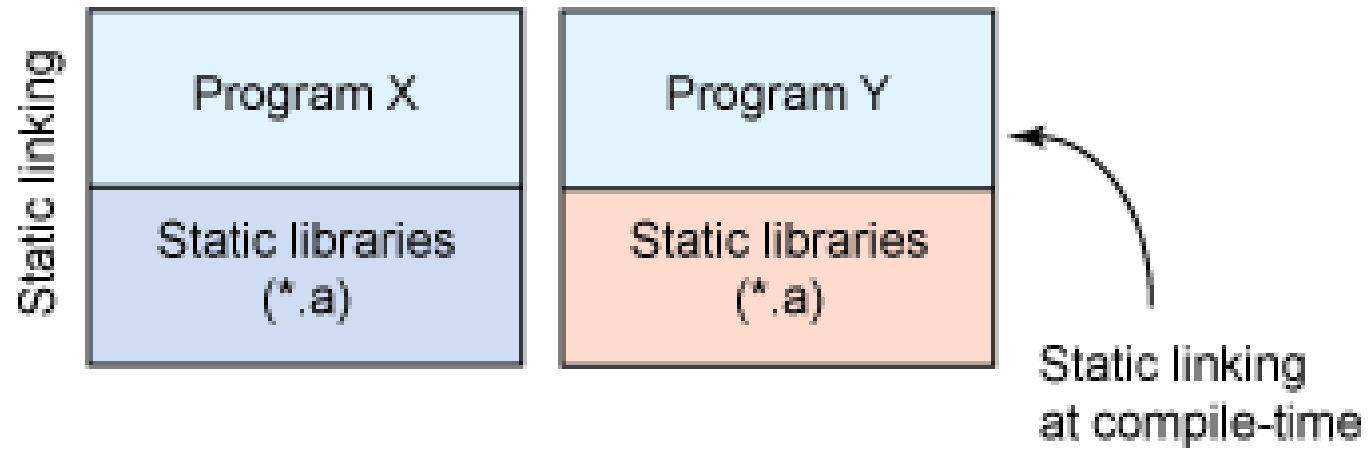 Static linking
Program X
Static libraries
(*.a)
Program Y
Static libraries
(*.a)
Static linking
at compile-time